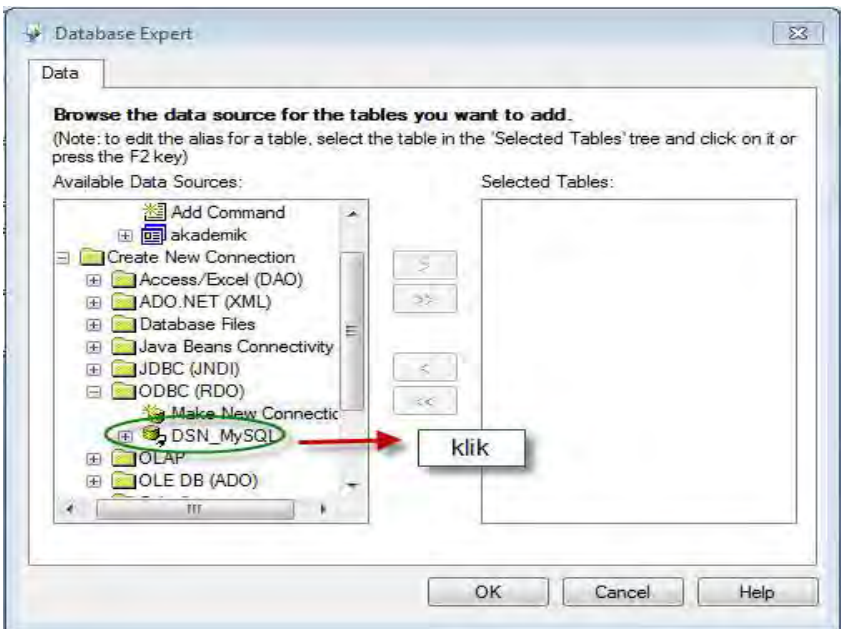 Database Expert
Data
Browse the data source for the tables you want to add.
(Note: to edit the alias for a table, select the table in the 'Selected Tables' tree and click on it or
press the F2 key)
Available Data Sources:
Selected Tables:
Add Command
akademik
Create New Connection
Access/Excel (DAO)
ADO.NET (XML)
Database Files
Java Beans Connectivity
JDBC (JNDI)
ODBC (RDO)
Make New Connectic
DSN_MySQL
OLAP
OLE DB (ADO)
>
>>
<
<<
klik
OK
Cancel
Help